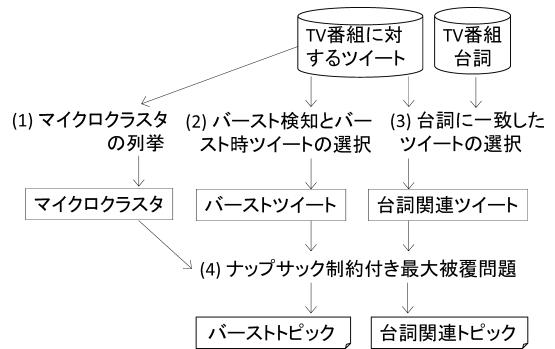 TV番組に対
するツイート
TV番組
台詞
(1) マイクロクラスタ
の列挙
(2) バースト検知とバー
スト時ツイートの選択
(3) 台詞に一致した
ツイートの選択
マイクロクラスタ
バーストツイート
台詞関連ツイート
(4) ナップサック制約付き最大被覆問題
バーストトピック
台詞関連トピック